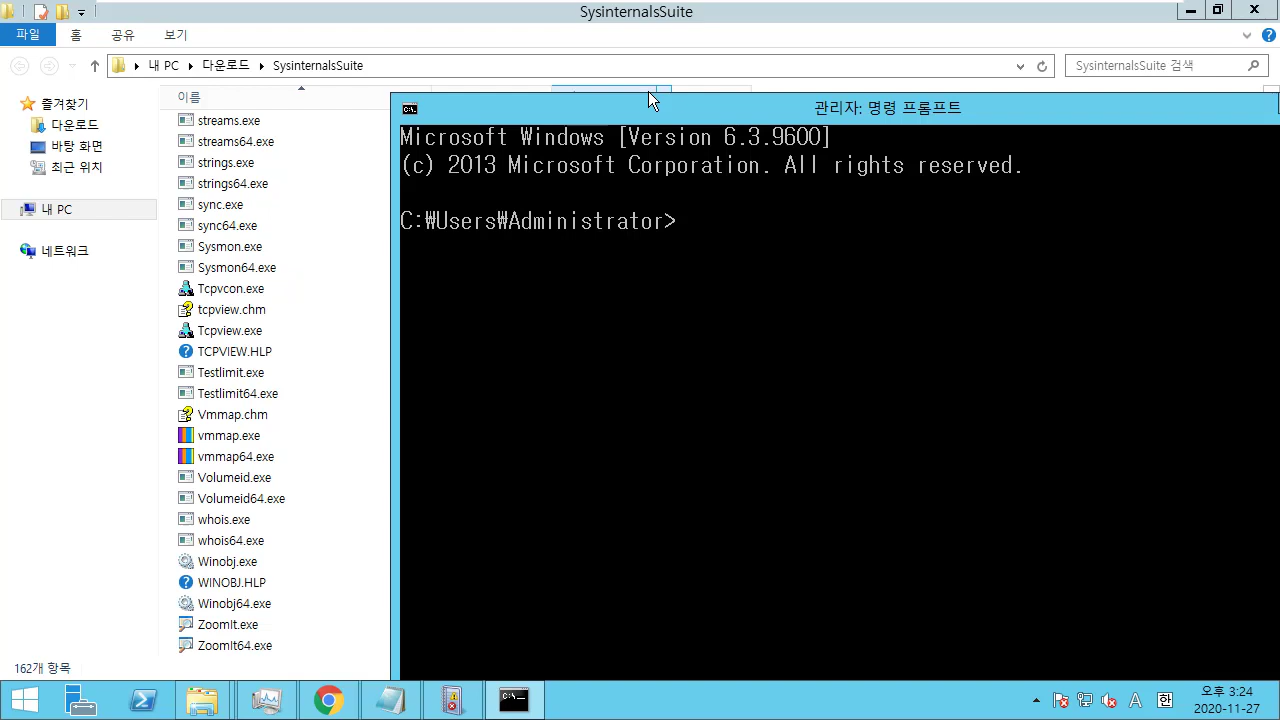 SysinternalsSuite
파일 홈 공유 보기
내 PC 다운로드 SysinternalsSuite
SysinternalsSuite 검색
즐겨찾기
다운로드
바탕 화면
최근 위치
내 PC
네트워크
이름
streams.exe
streams64.exe
strings.exe
strings64.exe
sync.exe
sync64.exe
Sysmon.exe
Sysmon64.exe
Tcpvcon.exe
tcpview.chm
Tcpview.exe
TCPVIEW.HLP
Testlimit.exe
Testlimit64.exe
Vmmap.chm
vmmap.exe
vmmap64.exe
Volumeid.exe
Volumeid64.exe
whois.exe
whois64.exe
Winobj.exe
WINOBJ.HLP
Winobj64.exe
ZoomIt.exe
ZoomIt64.exe
162개 항목
관리자: 명령 프롬프트
Microsoft Windows [Version 6.3.9600]
(c) 2013 Microsoft Corporation. All rights reserved.
C:₩Users₩Administrator>
A 한
오후 3:24
2020-11-27